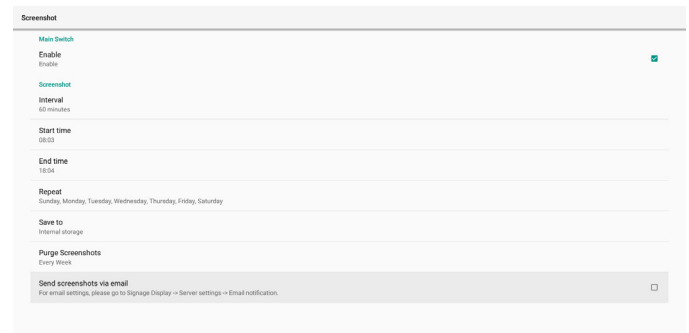 Screenshot
Main Switch
Enable
Enable
Screenshot
Interval
60 minutes
Start time
08:03
End time
18:04
Repeat
Sunday, Monday, Tuesday, Wednesday, Thursday, Friday, Saturday
Save to
Internal storage
Purge Screenshots
Every Week
Send screenshots via email
For email settings, please go to Signage Display -> Server settings -> Email notification.